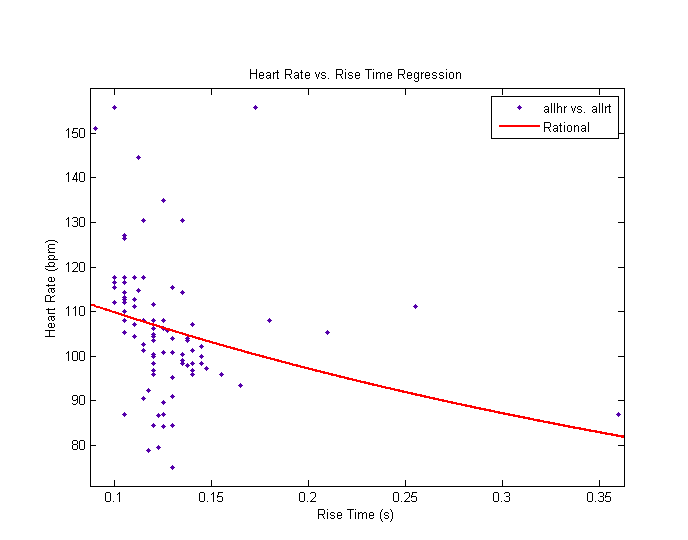 Heart Rate vs. Rise Time Regression
allhr vs. allrt
Rational
150
140
130
120
110
100
90
80
Heart Rate (bpm)
0.1 0.15 0.2 0.25 0.3 0.35
Rise Time (s)